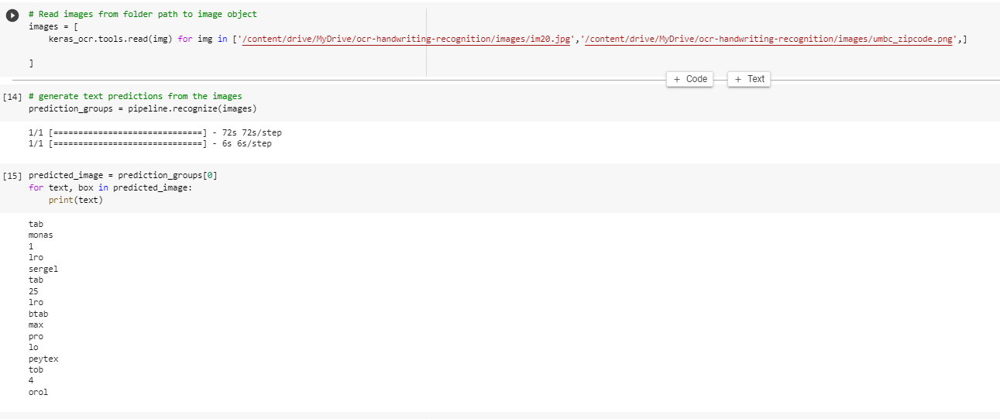 # Read images from folder path to image object
images = [
    keras_ocr.tools.read(img) for img in ['/content/drive/MyDrive/ocr-handwriting-recognition/images/im20.jpg','/content/drive/MyDrive/ocr-handwriting-recognition/images/umbc_zipcode.png',]
]
+ Code + Text
[14] # generate text predictions from the images
prediction_groups = pipeline.recognize(images)
1/1 [==============================] - 72s 72s/step
1/1 [==============================] - 6s 6s/step
[15] predicted_image = prediction_groups[0]
for text, box in predicted_image:
    print(text)
tab
monas
1
lro
sergel
tab
25
lro
btab
max
pro
lo
peytex
tob
4
orol